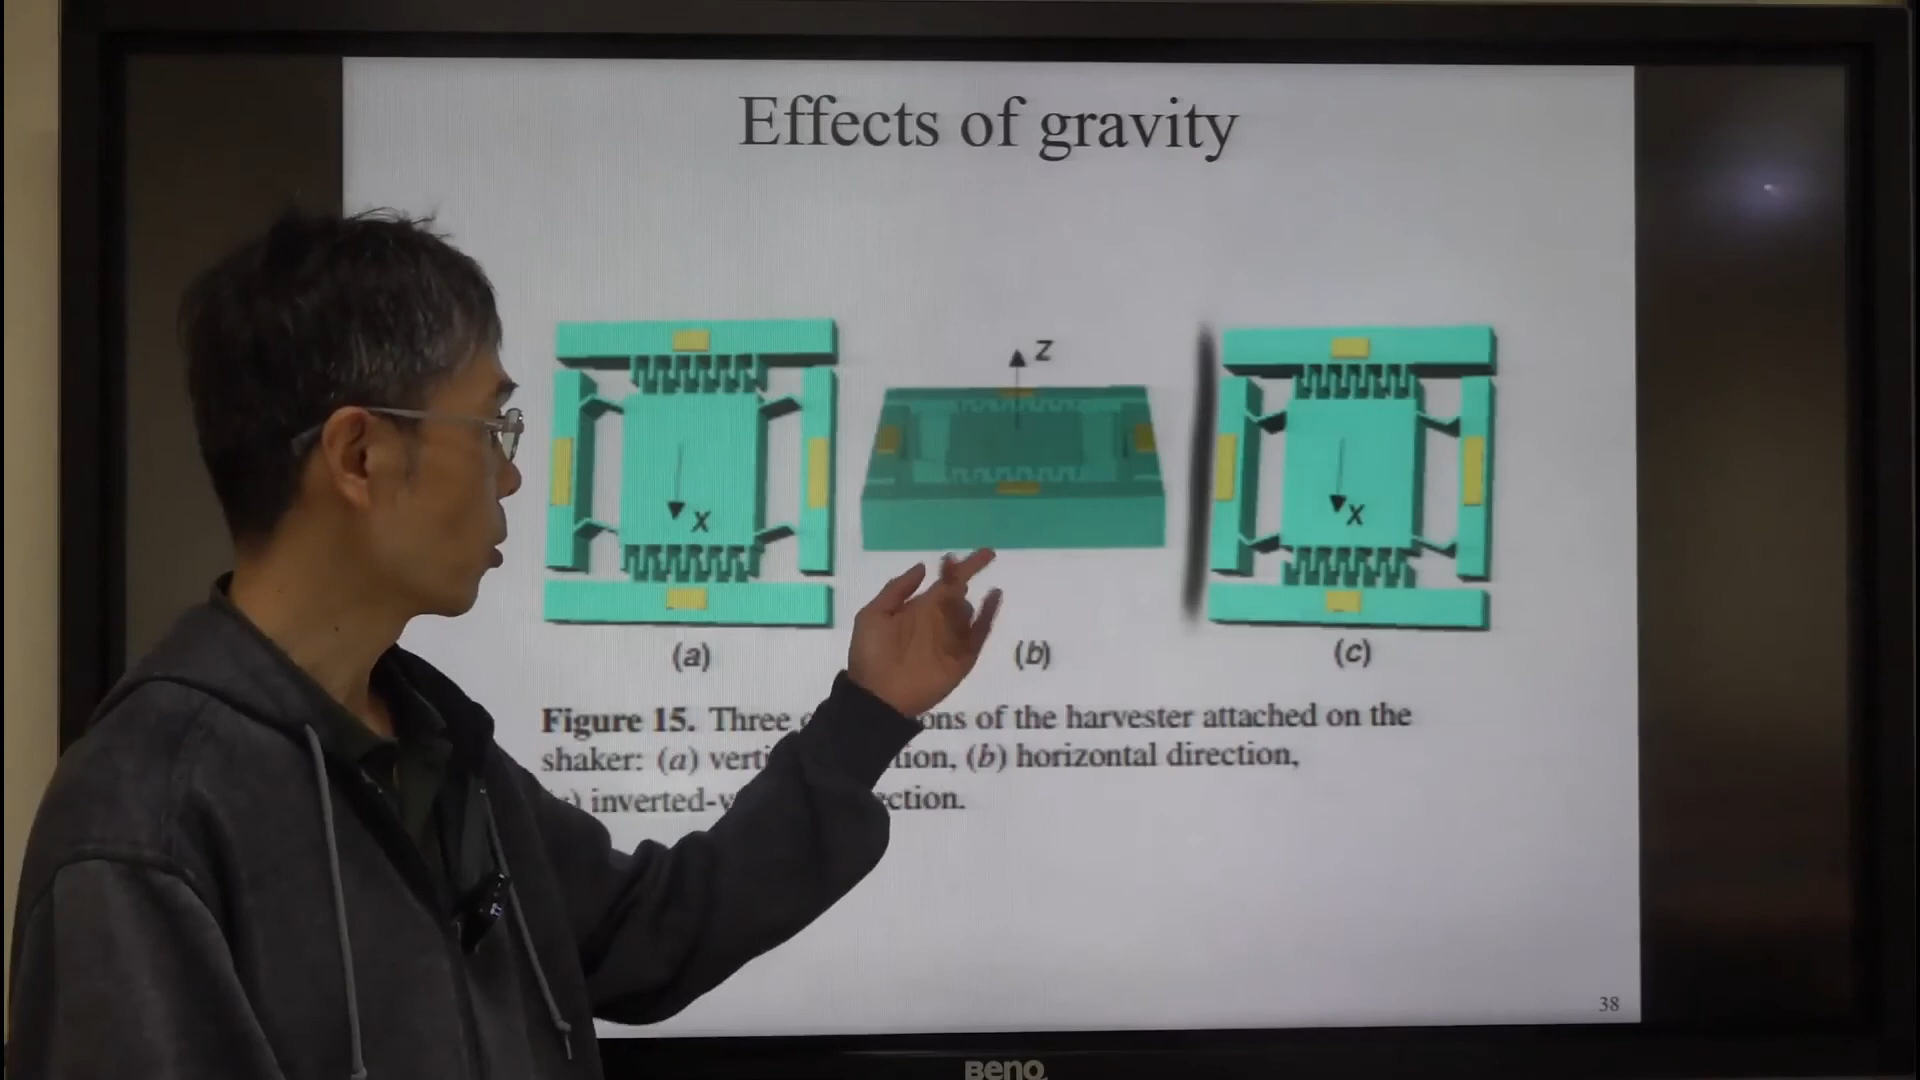 Effects of gravity
Z
X
X
(a)
(b)
(c)
Figure 15. Three ons of the harvester attached on the
shaker: (a) verti tion, (b) horizontal direction,
) inverted-v ction.
38
BenQ